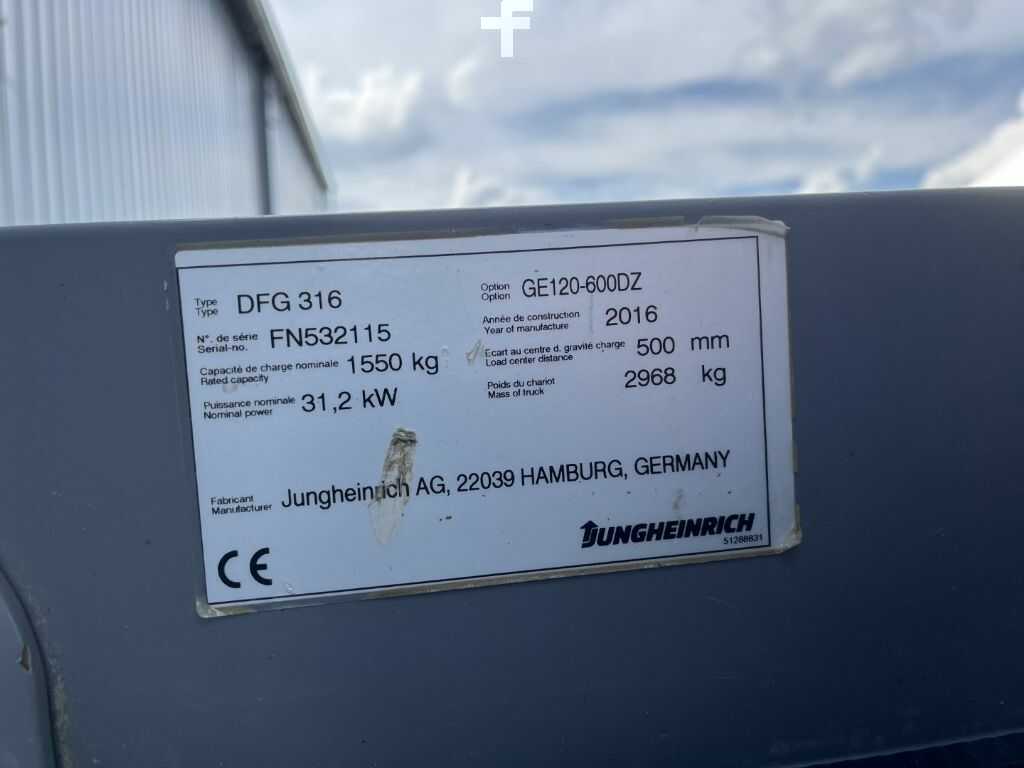 f
Type
Type DFG 316
Option
Option GE120-600DZ
N°. de série
Serial-no. FN532115
Année de construction
Year of manufacture 2016
Capacité de charge nominale
Rated capacity 1550 kg
Ecart au centre d. gravité charge
Load center distance 500 mm
Puissance nominale
Nominal power 31,2 kW
Poids du chariot
Mass of truck 2968 kg
Fabricant
Manufacturer Jungheinrich AG, 22039 HAMBURG, GERMANY
JUNGHEINRICH
51288831
CE